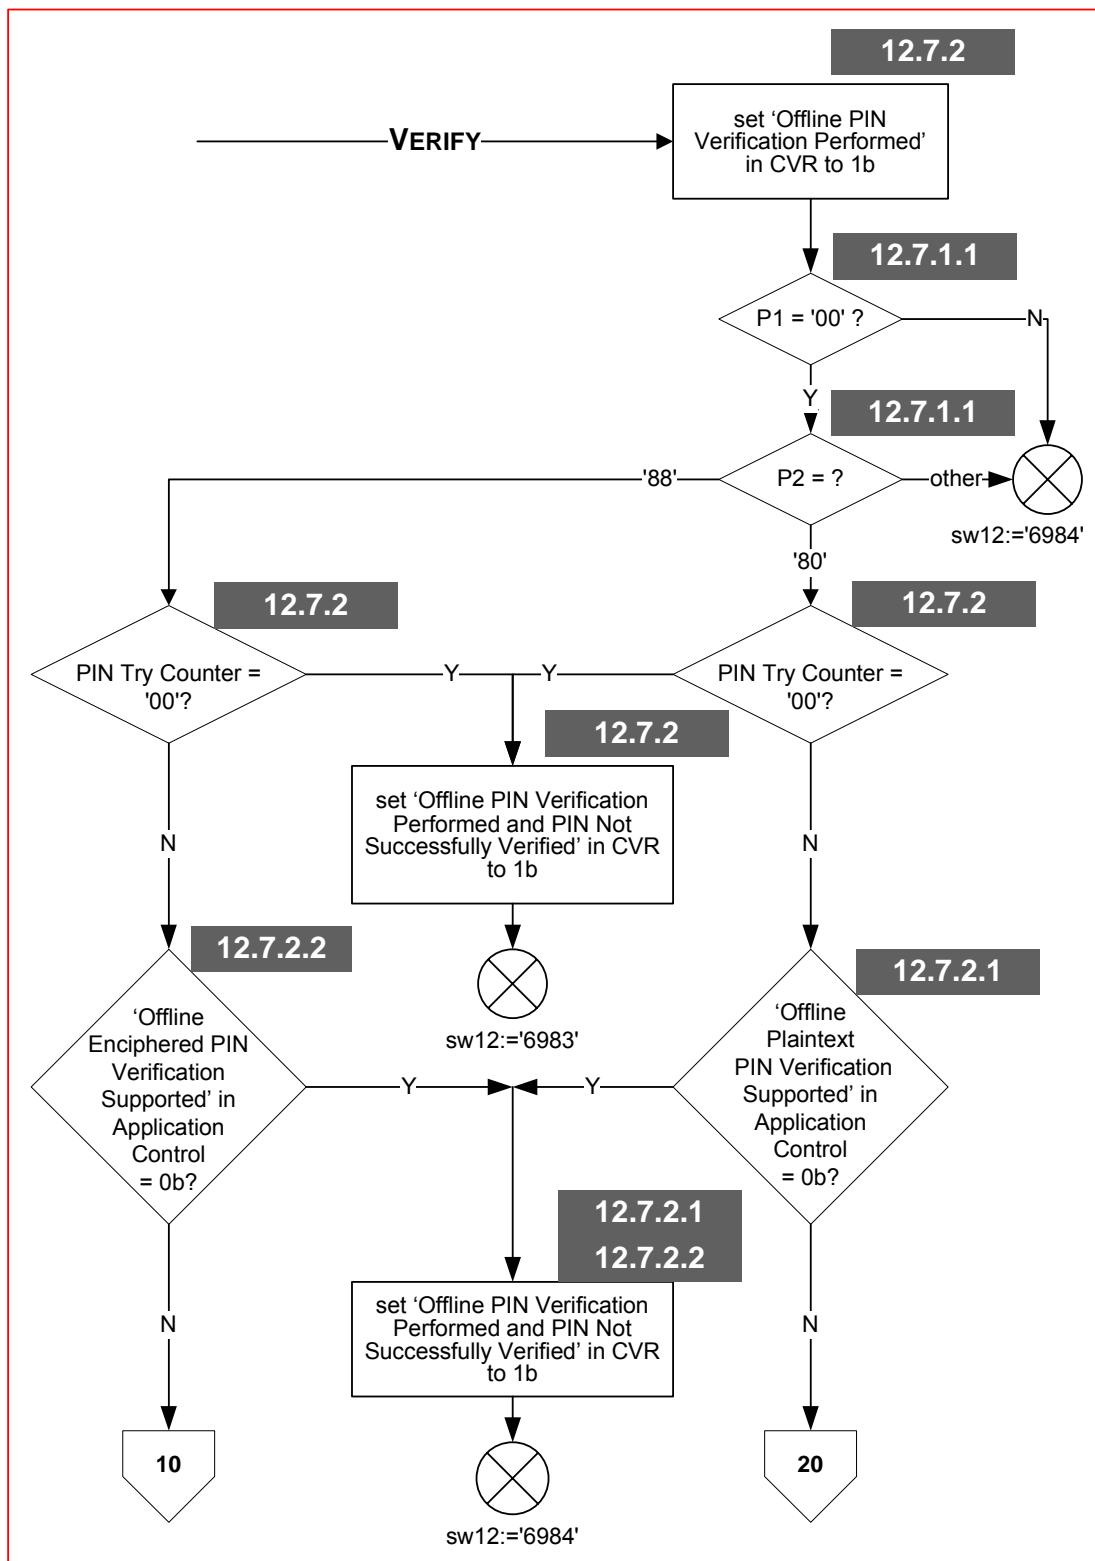 12.7.2
VERIFY
set ‘Offline PIN
Verification Performed’
in CVR to 1b
12.7.1.1
P1 = '00' ?
N
Y
12.7.1.1
'88'
P2 = ?
other
sw12:='6984'
'80'
12.7.2
12.7.2
PIN Try Counter =
'00'?
Y
Y
PIN Try Counter =
'00'?
12.7.2
set ‘Offline PIN Verification
Performed and PIN Not
Successfully Verified’ in CVR
to 1b
N
N
12.7.2.2
12.7.2.1
sw12:='6983'
‘Offline
Enciphered PIN
Verification
Supported’ in
Application
Control
= 0b?
Y
Y
‘Offline
Plaintext
PIN Verification
Supported’ in
Application
Control
= 0b?
12.7.2.1
12.7.2.2
set ‘Offline PIN Verification
Performed and PIN Not
Successfully Verified’ in CVR
to 1b
N
N
10
20
sw12:='6984'